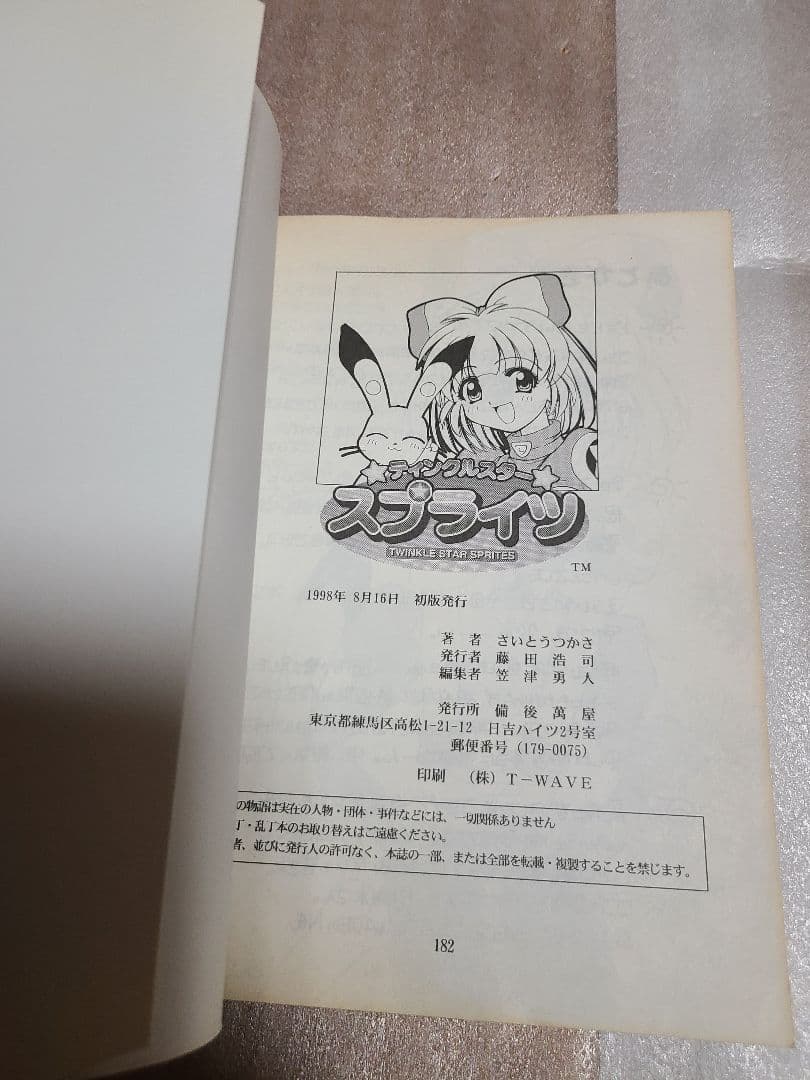 ティンクルスター
スプライツ
TWINKLE STAR SPRITES
TM
1998年 8月16日 初版発行
著 者 さいとうつかさ
発行者 藤 田 浩 司
編集者 笠 津 勇 人
発行所 備 後 萬 屋
東京都練馬区高松1-21-12 日吉ハイツ2号室
郵便番号（179-0075）
印刷 （株）T－WAVE
の物語は実在の人物・団体・事件などには、一切関係ありません
丁・乱丁本のお取り替えはご遠慮ください。
者、並びに発行人の許可なく、本誌の一部、または全部を転載・複製することを禁じます。
182